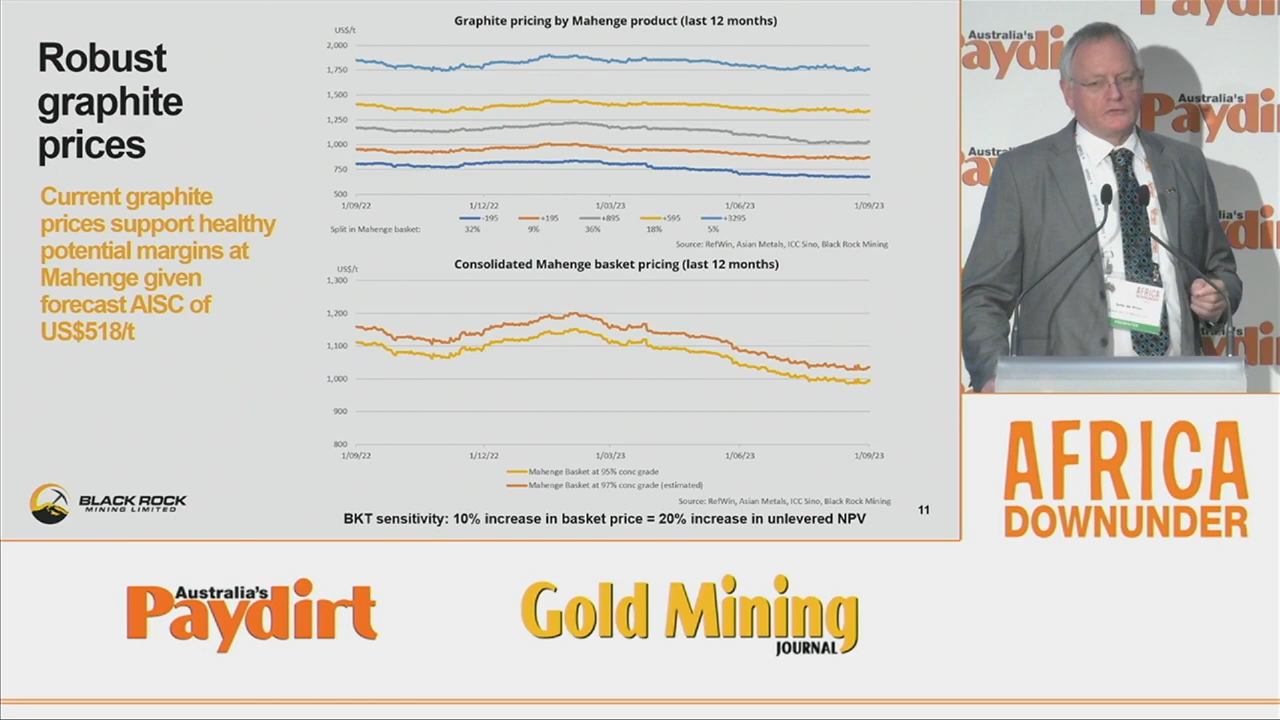 Robust
graphite
prices
Current graphite
prices support healthy
potential margins at
Mahenge given
forecast AISC of
US$518/t
BLACK ROCK
MINING LIMITED
Graphite pricing by Mahenge product (last 12 months)
US$/t
2,000
1,750
1,500
1,250
1,000
750
500
1/09/22
1/12/22
1/03/23
1/06/23
1/09/23
-195
+195
+895
+595
+3295
Split in Mahenge basket:
32%
9%
36%
18%
5%
Source: RefWin, Asian Metals, ICC Sino, Black Rock Mining
Consolidated Mahenge basket pricing (last 12 months)
US$/t
1,300
1,200
1,100
1,000
900
800
1/09/22
1/12/22
1/03/23
1/06/23
1/09/23
Mahenge Basket at 95% conc grade
Mahenge Basket at 97% conc grade (estimated)
Source: RefWin, Asian Metals, ICC Sino, Black Rock Mining
BKT sensitivity: 10% increase in basket price = 20% increase in unlevered NPV
11
Australia's
Paydi
Australia's
Paydi
AFRICA
DOWNUNDER
AFRICA
DOWNUNDER
Australia's
Paydirt
Gold Mining
JOURNAL